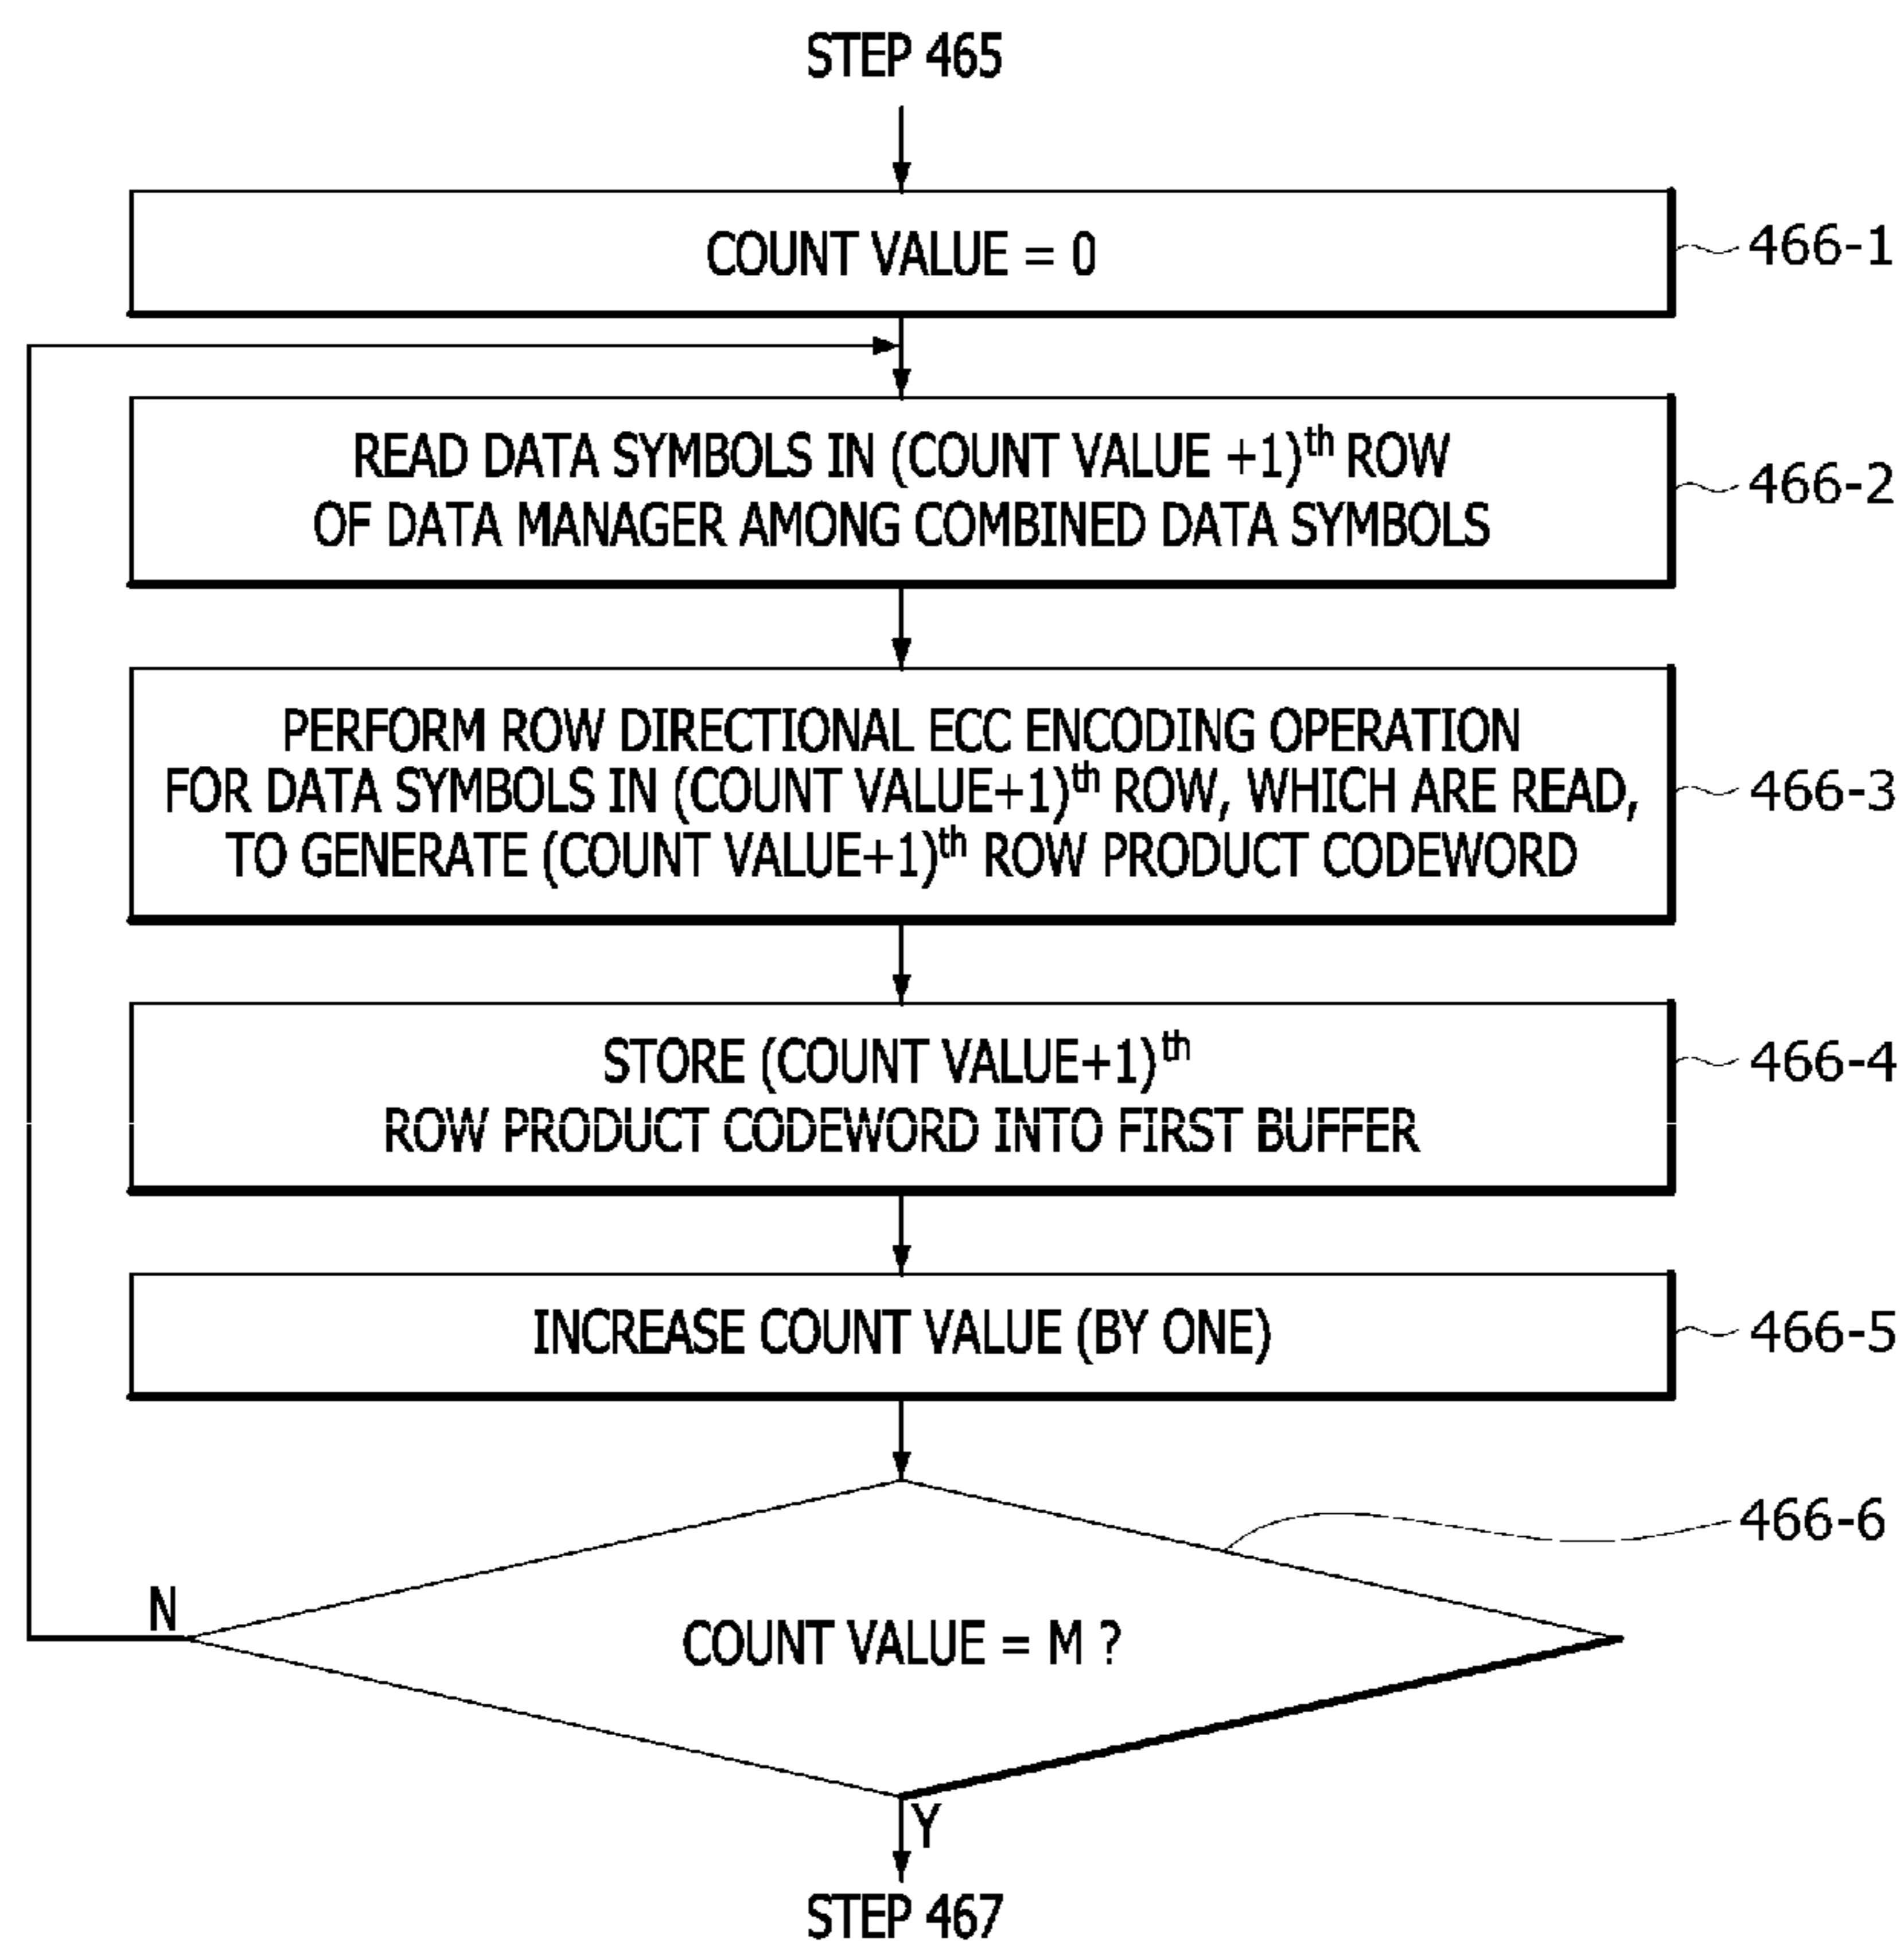 STEP 465
COUNT VALUE = 0
466-1
READ DATA SYMBOLS IN (COUNT VALUE +1)th ROW
OF DATA MANAGER AMONG COMBINED DATA SYMBOLS
466-2
PERFORM ROW DIRECTIONAL ECC ENCODING OPERATION
FOR DATA SYMBOLS IN (COUNT VALUE+1)th ROW, WHICH ARE READ,
TO GENERATE (COUNT VALUE+1)th ROW PRODUCT CODEWORD
466-3
STORE (COUNT VALUE+1)th
ROW PRODUCT CODEWORD INTO FIRST BUFFER
466-4
INCREASE COUNT VALUE (BY ONE)
466-5
466-6
N
COUNT VALUE = M ?
Y
STEP 467